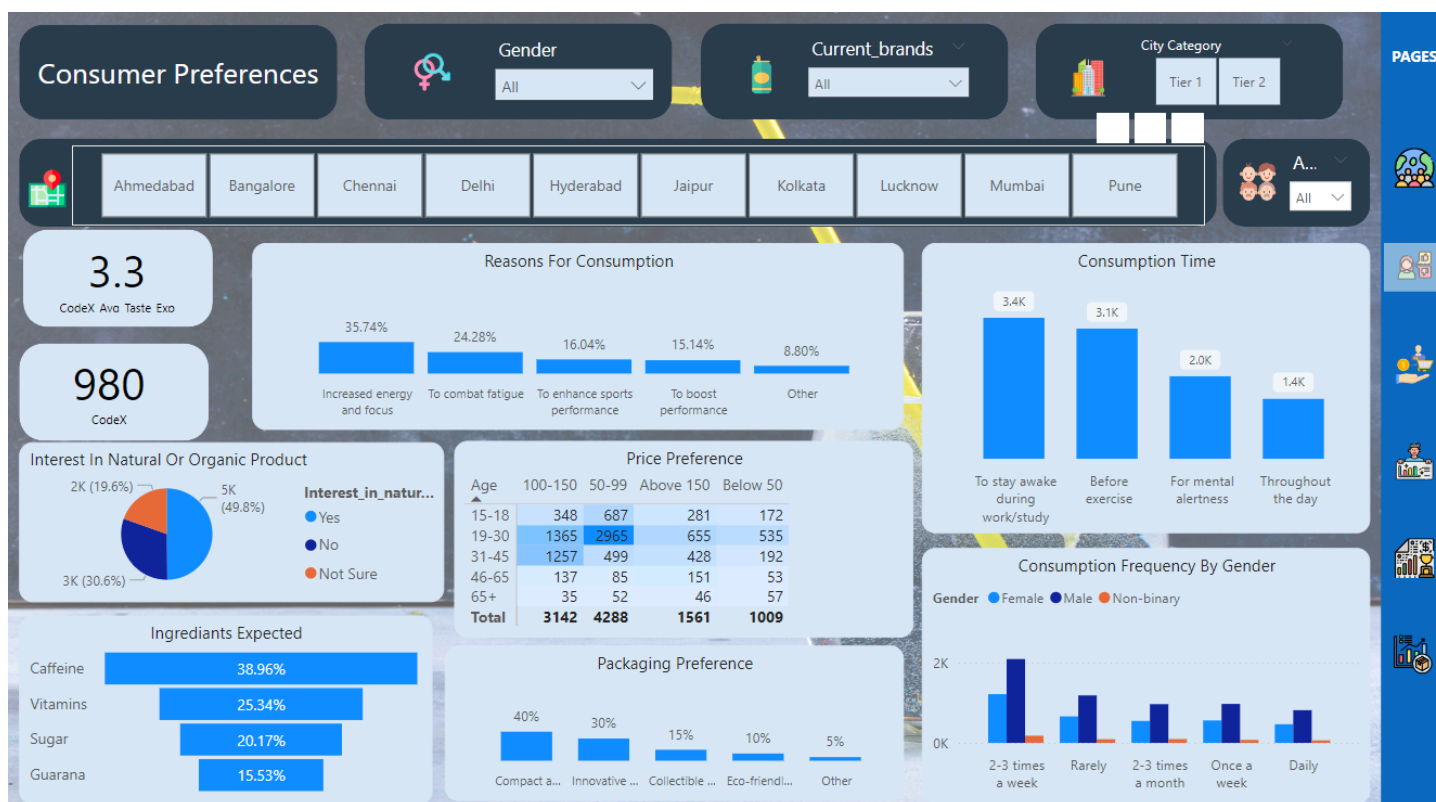 Consumer Preferences
Gender
All
Current_brands
All
City Category
Tier 1 Tier 2
PAGES
Ahmedabad Bangalore Chennai Delhi Hyderabad Jaipur Kolkata Lucknow Mumbai Pune
A...
All
3.3
CodeX Avg Taste Exp
980
CodeX
Reasons For Consumption
35.74%
24.28%
16.04%
15.14%
8.80%
Increased energy
and focus
To combat fatigue
To enhance sports
performance
To boost
performance
Other
Consumption Time
3.4K
3.1K
2.0K
1.4K
To stay awake
during
work/study
Before
exercise
For mental
alertness
Throughout
the day
Interest In Natural Or Organic Product
2K (19.6%)
5K
(49.8%)
3K (30.6%)
Interest_in_natur...
Yes
No
Not Sure
Price Preference
Age 100-150 50-99 Above 150 Below 50
15-18 348 687 281 172
19-30 1365 2965 655 535
31-45 1257 499 428 192
46-65 137 85 151 53
65+ 35 52 46 57
Total 3142 4288 1561 1009
Consumption Frequency By Gender
Gender Female Male Non-binary
2K
0K
2-3 times
a week
Rarely
2-3 times
a month
Once a
week
Daily
Ingrediants Expected
Caffeine 38.96%
Vitamins 25.34%
Sugar 20.17%
Guarana 15.53%
Packaging Preference
40%
30%
15%
10%
5%
Compact a... Innovative ... Collectible ... Eco-friendl... Other